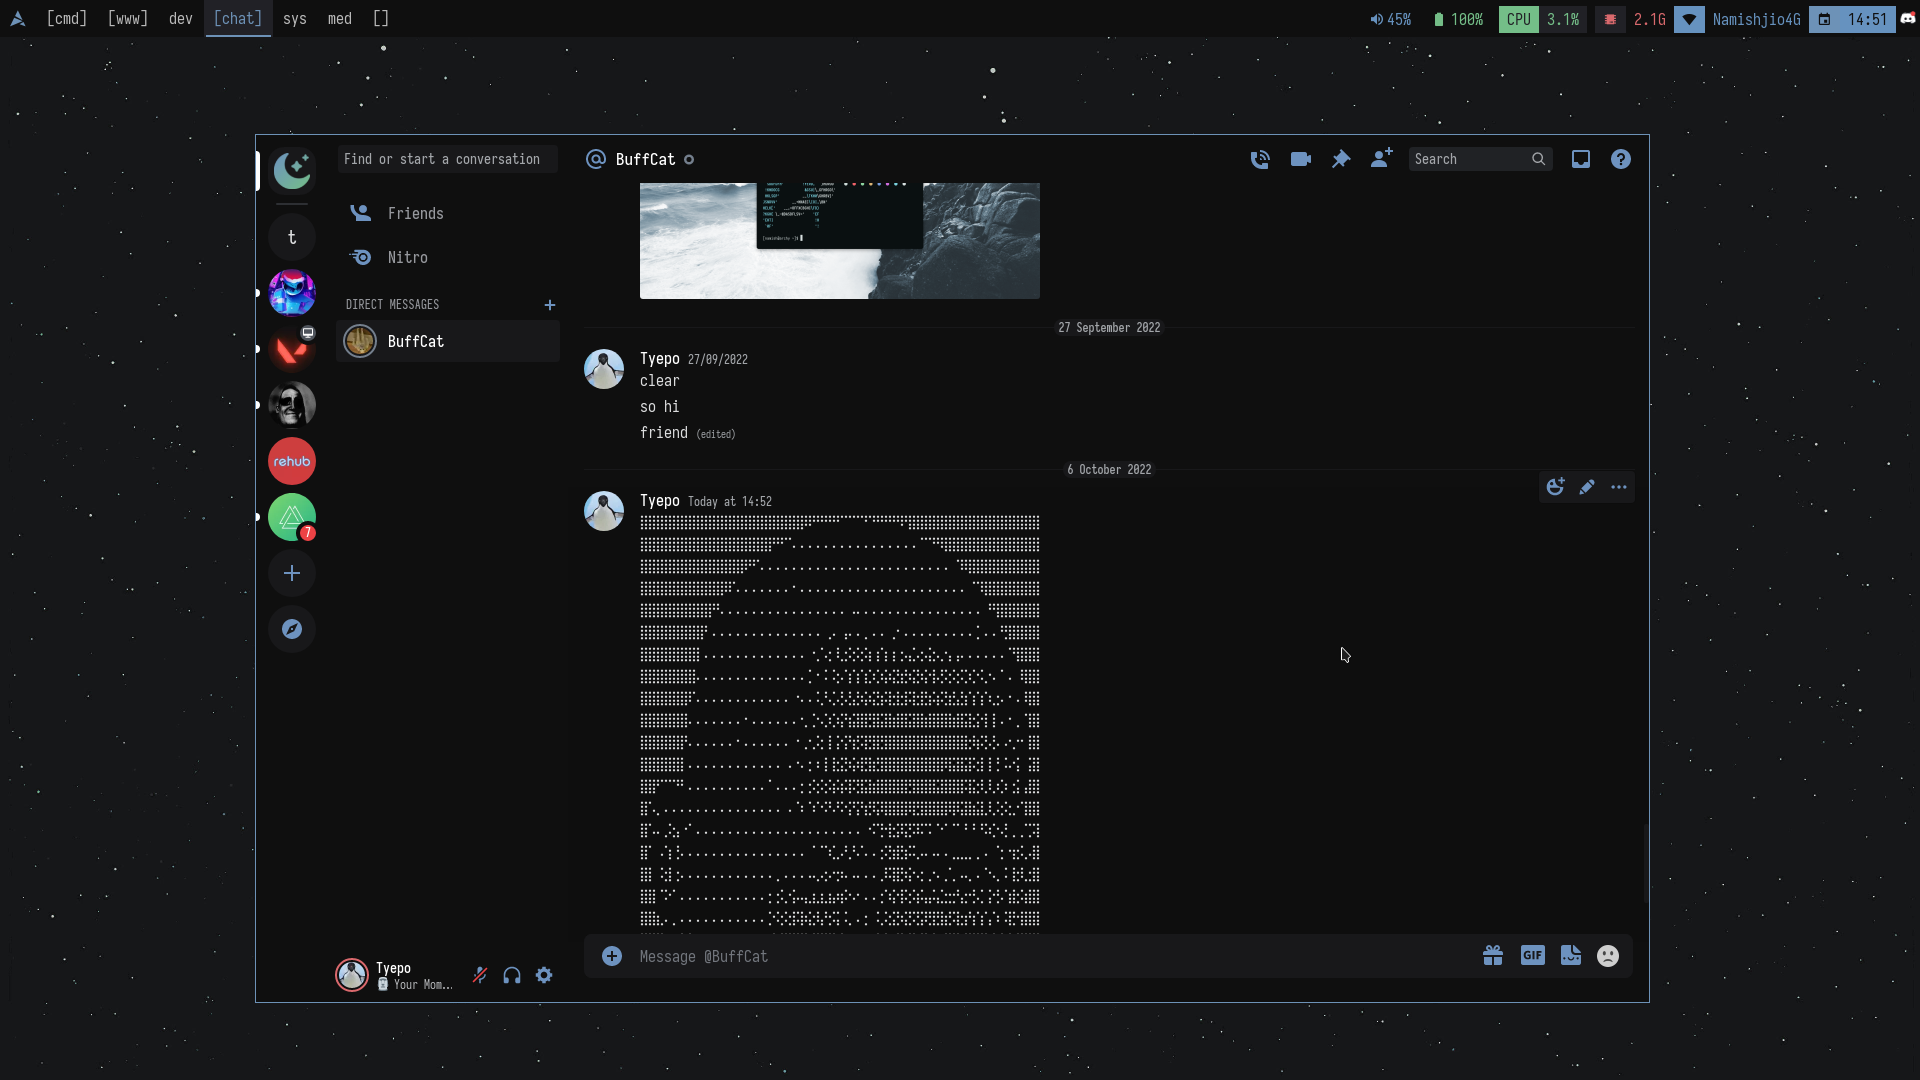 [cmd] [www] dev [chat] sys med []
45% 100% CPU 3.1% 2.1G Namishjio4G 14:51
Find or start a conversation
BuffCat
Search
t
Friends
Nitro
DIRECT MESSAGES
BuffCat
rehub
7
27 September 2022
Tyepo 27/09/2022
clear
so hi
friend (edited)
6 October 2022
Tyepo Today at 14:52
Message @BuffCat
GIF
Tyepo
Your Mom...